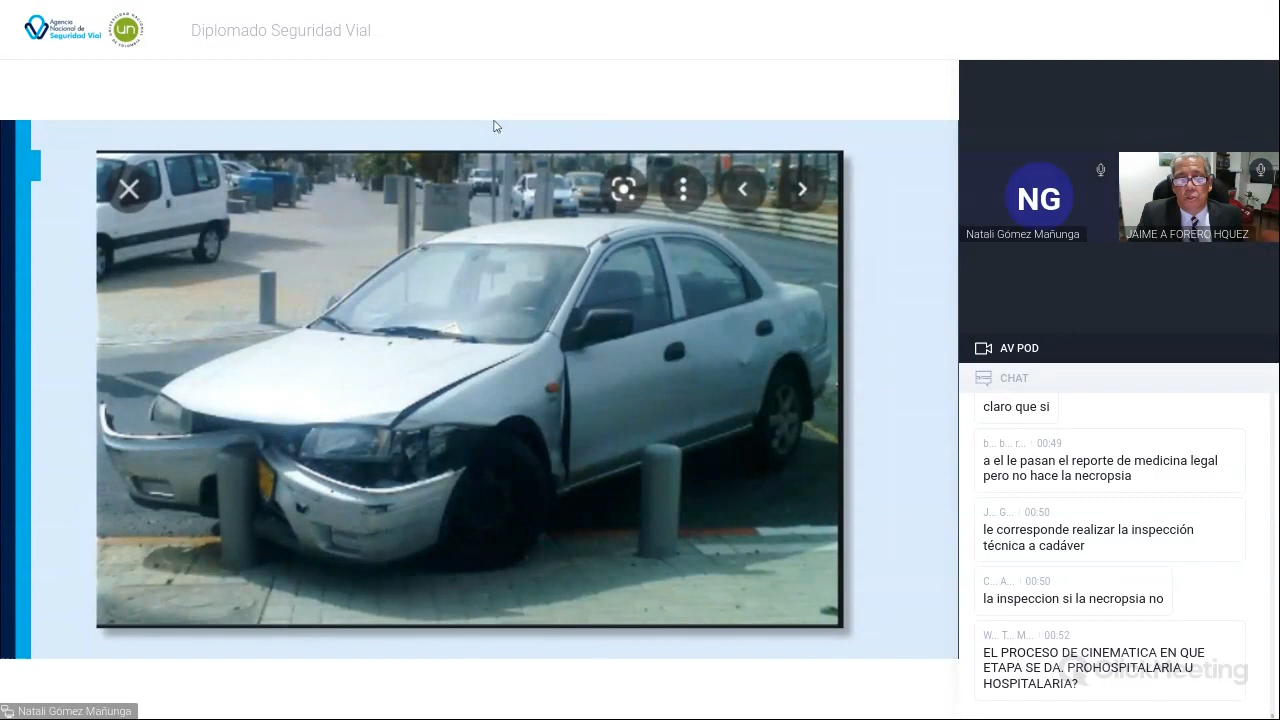 Agencia
Nacional de
Seguridad Vial
un
Diplomado Seguridad Vial
NG
Natali Gómez Mañunga
JAIME A FORERO HQUEZ
AV POD
CHAT
claro que si
b... b... r... 00:49
a el le pasan el reporte de medicina legal
pero no hace la necropsia
J... G... 00:50
le corresponde realizar la inspección
técnica a cadáver
C... A... 00:50
la inspeccion si la necropsia no
W... T... M... 00:52
EL PROCESO DE CINEMATICA EN QUE
ETAPA SE DA. PROHOSPITALARIA U
HOSPITALARIA?
ClickMeeting
Natali Gómez Mañunga